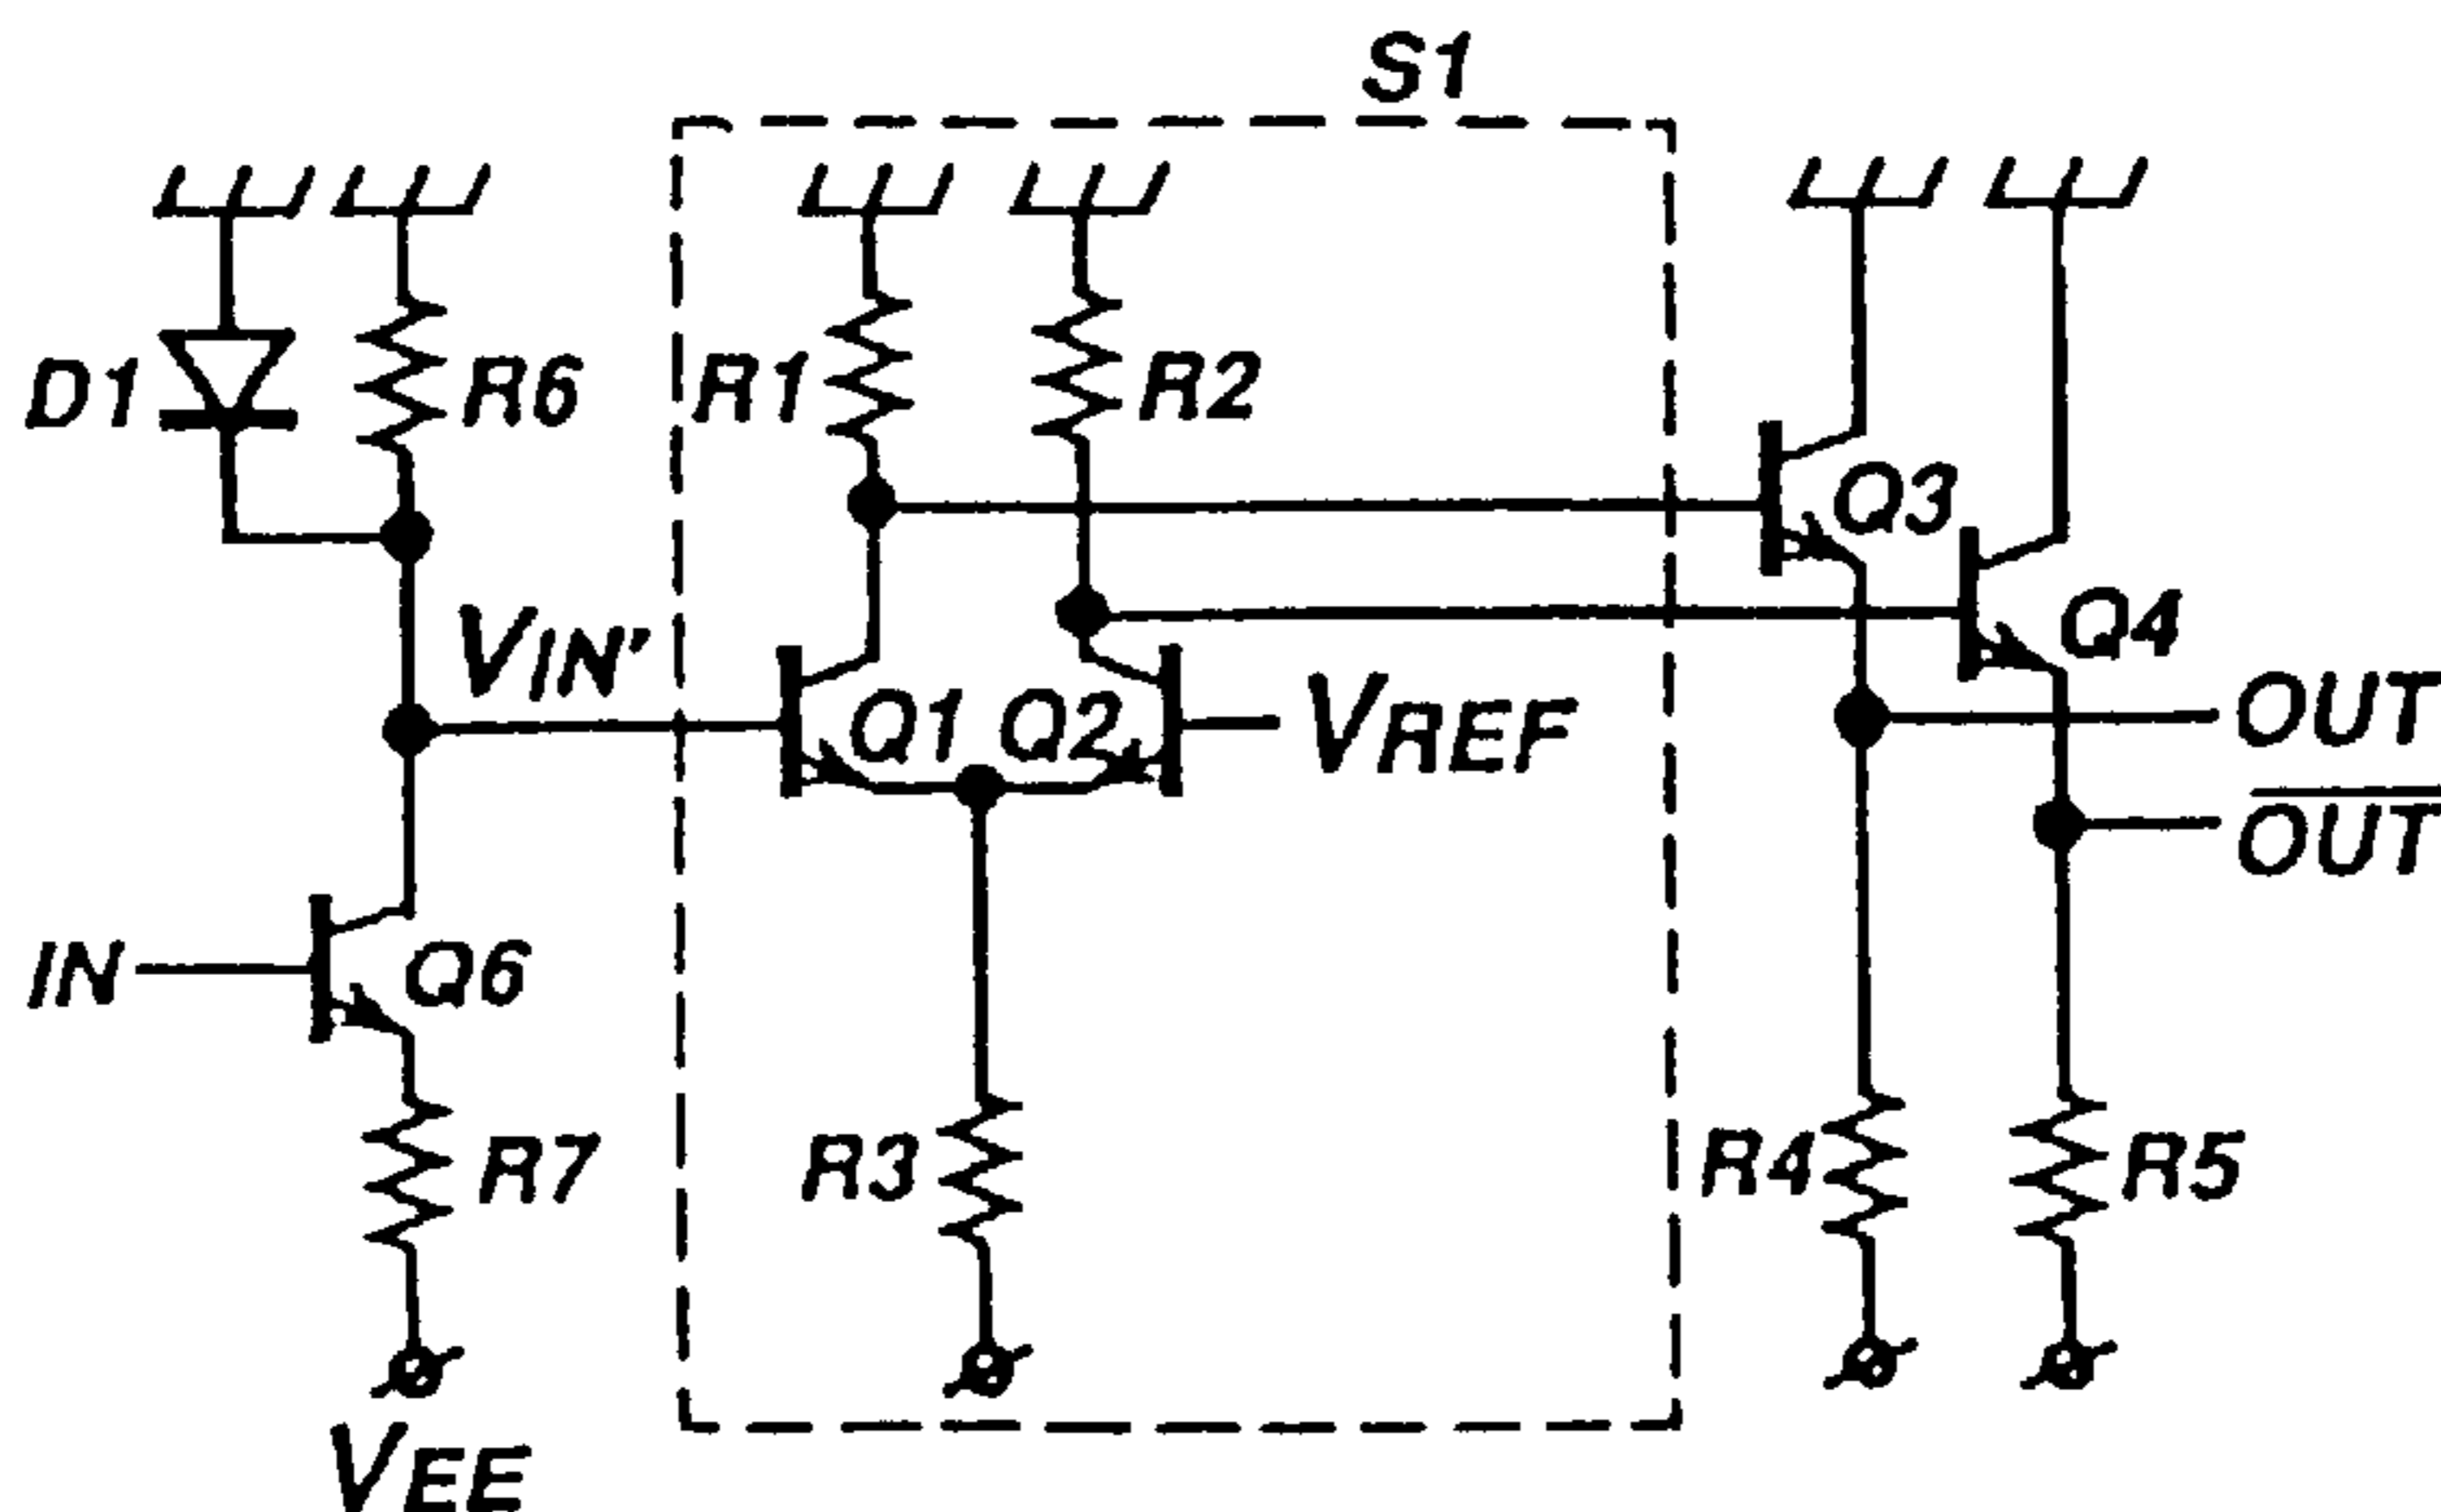 S1
D1
R6
R1
R2
Q3
Q4
VIN'
Q1
Q2
VREF
OUT
OUT
IN
Q6
R7
R3
R4
R5
VEE